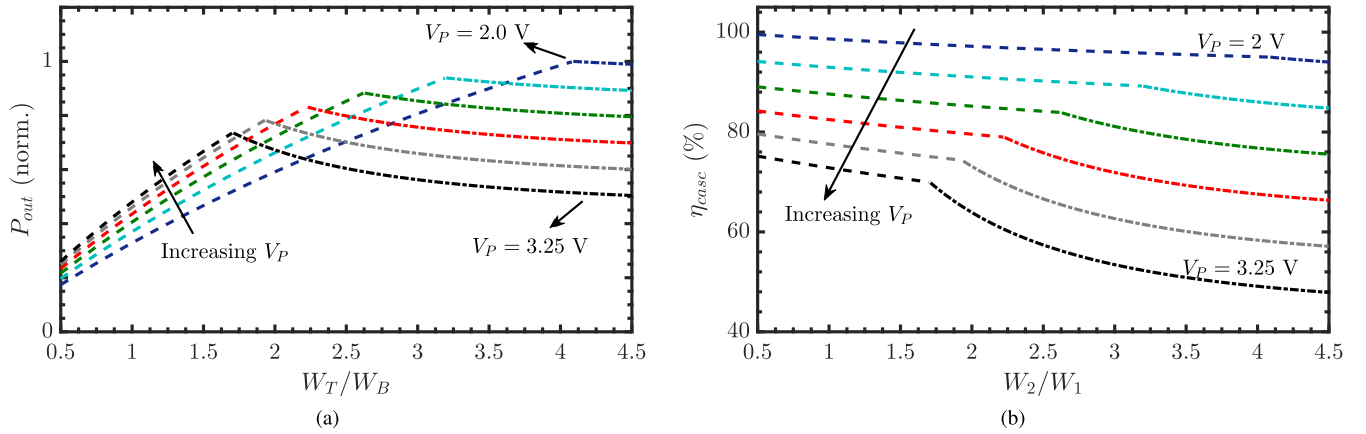 P_out (norm.)
1
0
V_P = 2.0 V
Increasing V_P
V_P = 3.25 V
0.5 1 1.5 2 2.5 3 3.5 4 4.5
W_T/W_B
(a)
η_casc (%)
100
80
60
40
V_P = 2 V
Increasing V_P
V_P = 3.25 V
0.5 1 1.5 2 2.5 3 3.5 4 4.5
W_2/W_1
(b)